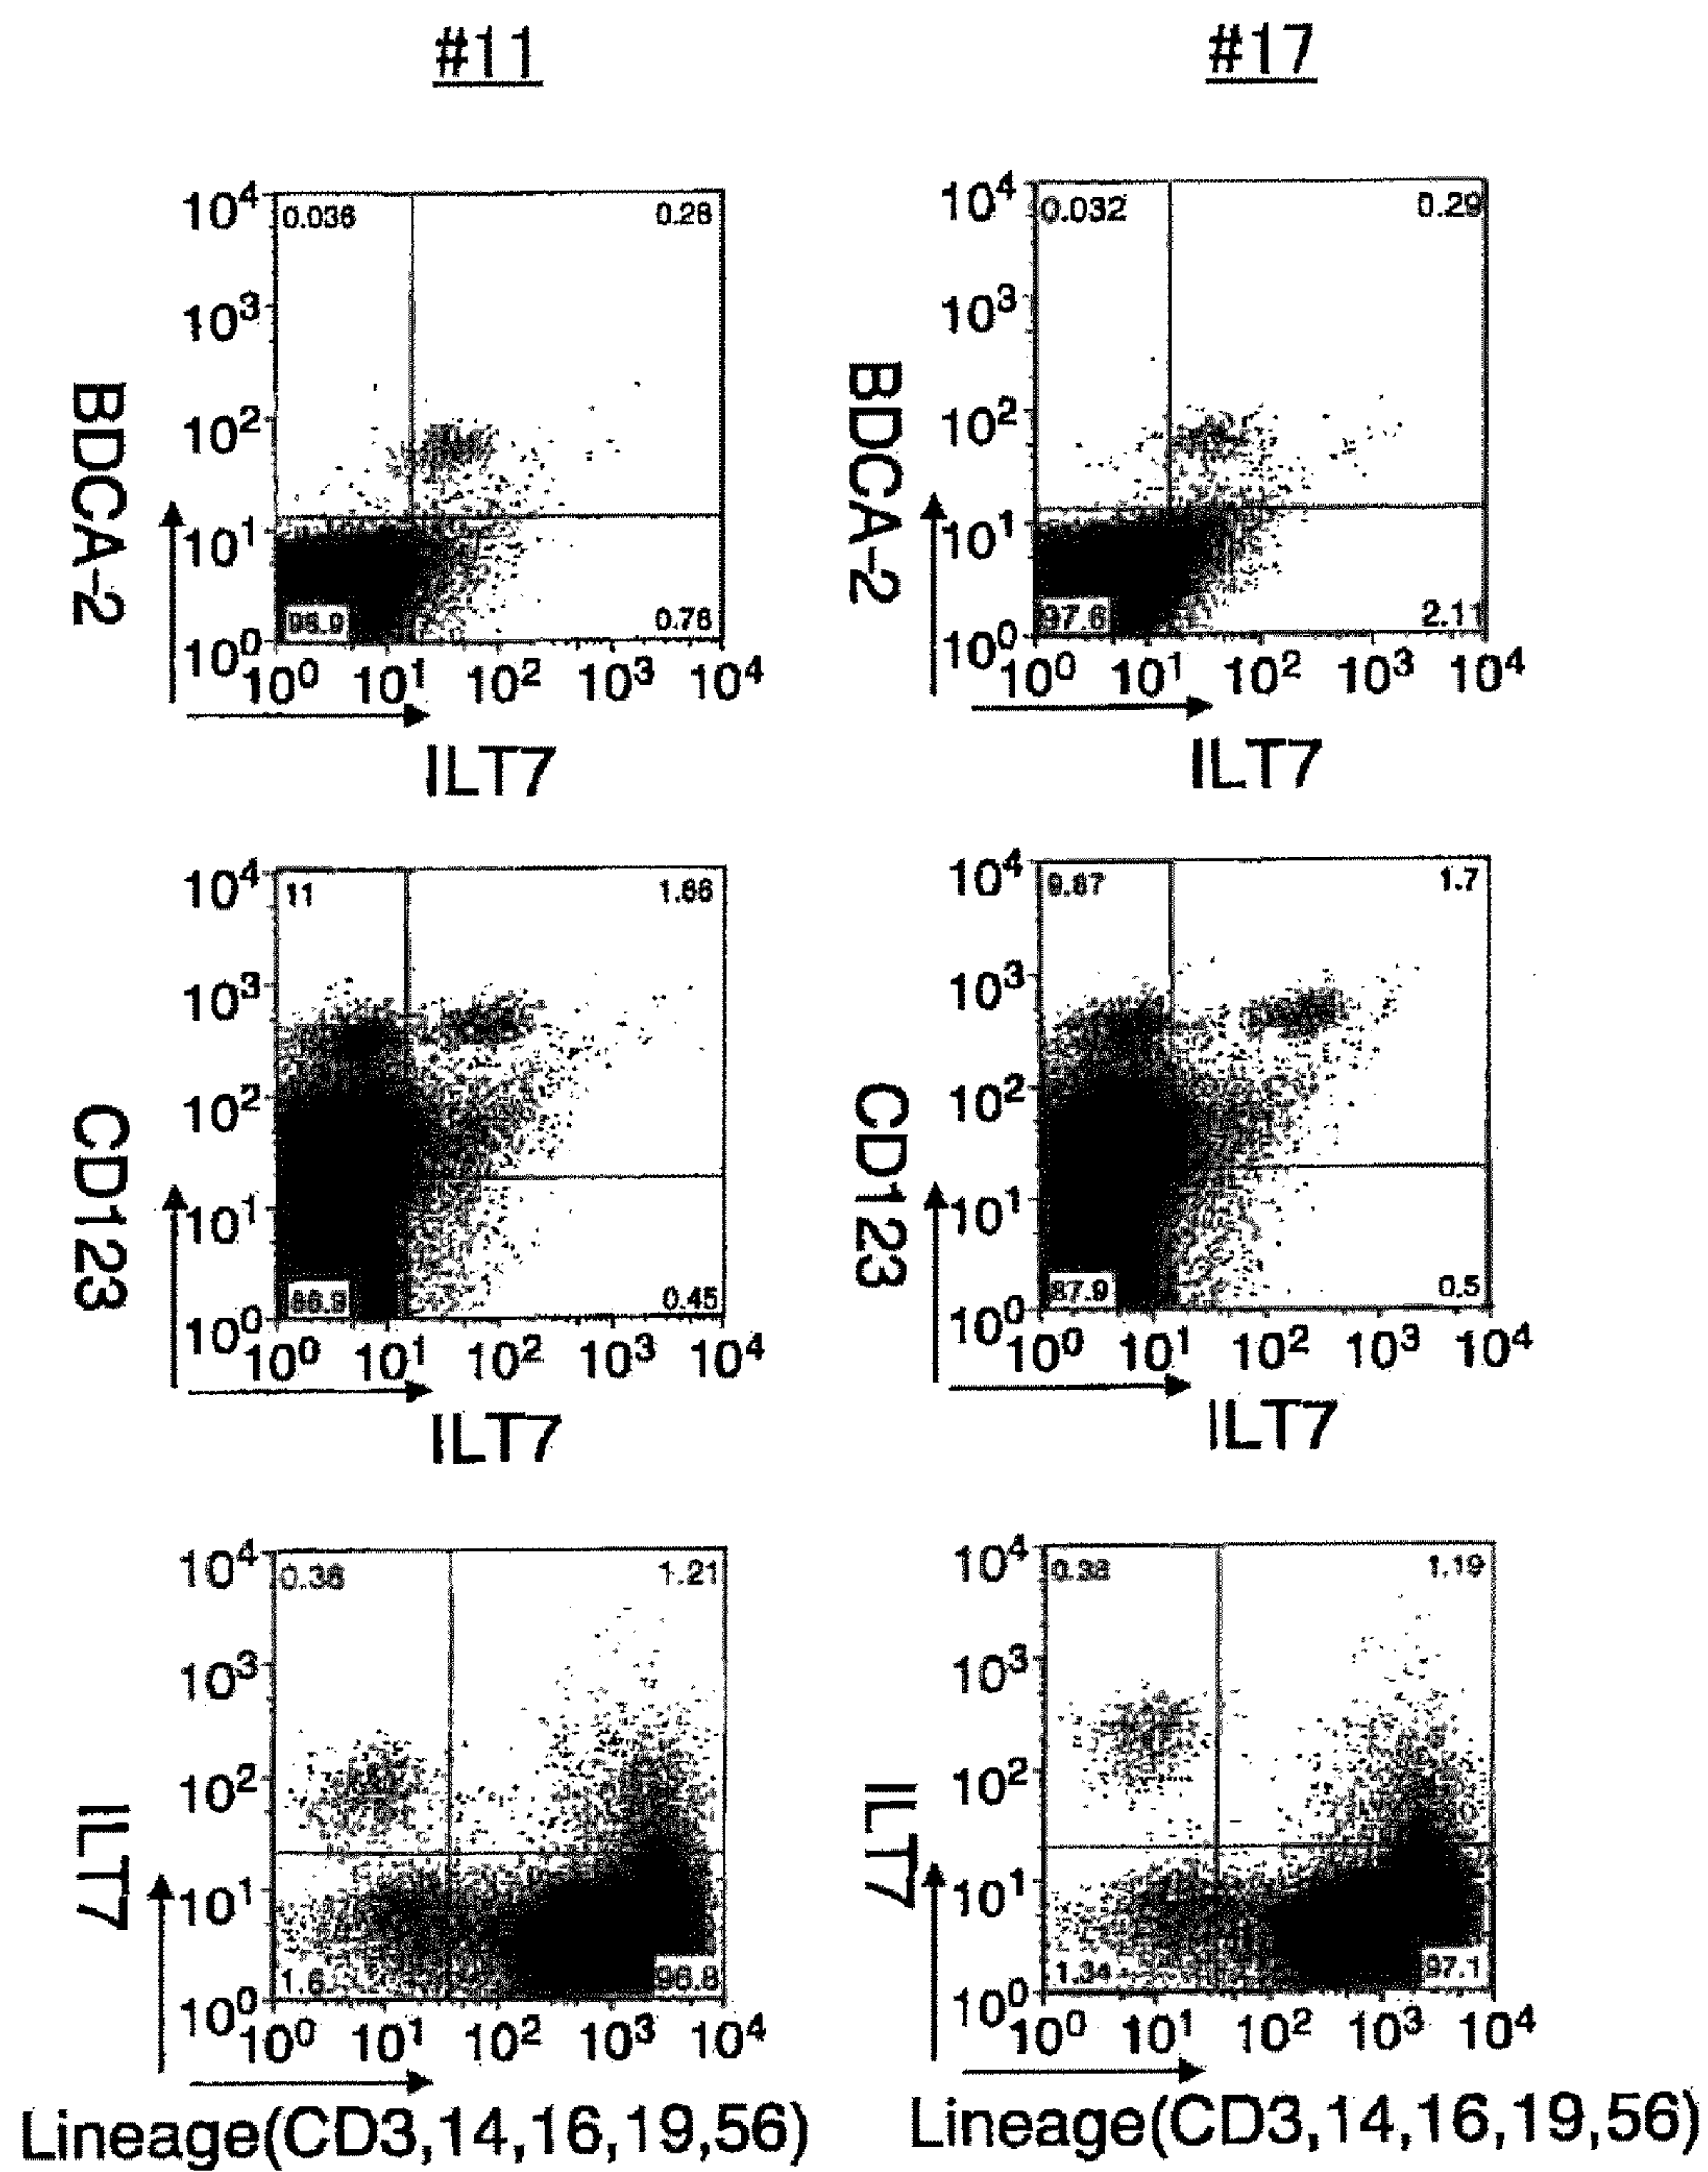 #11
#17
10⁴ 10³ 10² 10¹ 10⁰
0.036 0.28
0.76
10⁰ 10¹ 10² 10³ 10⁴
BDCA-2
ILT7
10⁴ 10³ 10² 10¹ 10⁰
0.032 0.29
97.6 2.11
10⁰ 10¹ 10² 10³ 10⁴
BDCA-2
ILT7
10⁴ 10³ 10² 10¹ 10⁰
11
0.45
10⁰ 10¹ 10² 10³ 10⁴
CD123
ILT7
10⁴ 10³ 10² 10¹ 10⁰
1.7
87.9 0.5
10⁰ 10¹ 10² 10³ 10⁴
CD123
ILT7
10⁴ 10³ 10² 10¹ 10⁰
1.21
1.6 96.8
10⁰ 10¹ 10² 10³ 10⁴
ILT7
Lineage(CD3,14,16,19,56)
10⁴ 10³ 10² 10¹ 10⁰
0.38 1.19
1.34 97.1
10⁰ 10¹ 10² 10³ 10⁴
ILT7
Lineage(CD3,14,16,19,56)